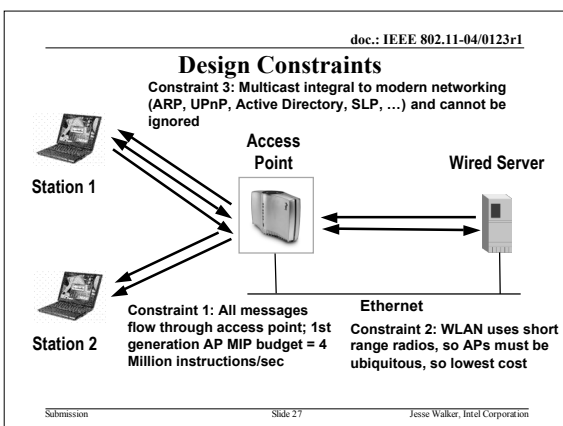 doc.: IEEE 802.11-04/0123r1
Design Constraints
Constraint 3: Multicast integral to modern networking
(ARP, UPnP, Active Directory, SLP, …) and cannot be
ignored
Access
Point
Wired Server
Station 1
Ethernet
Constraint 1: All messages
flow through access point; 1st
generation AP MIP budget = 4
Million instructions/sec
Constraint 2: WLAN uses short
range radios, so APs must be
ubiquitous, so lowest cost
Station 2
Submission
Slide 27
Jesse Walker, Intel Corporation